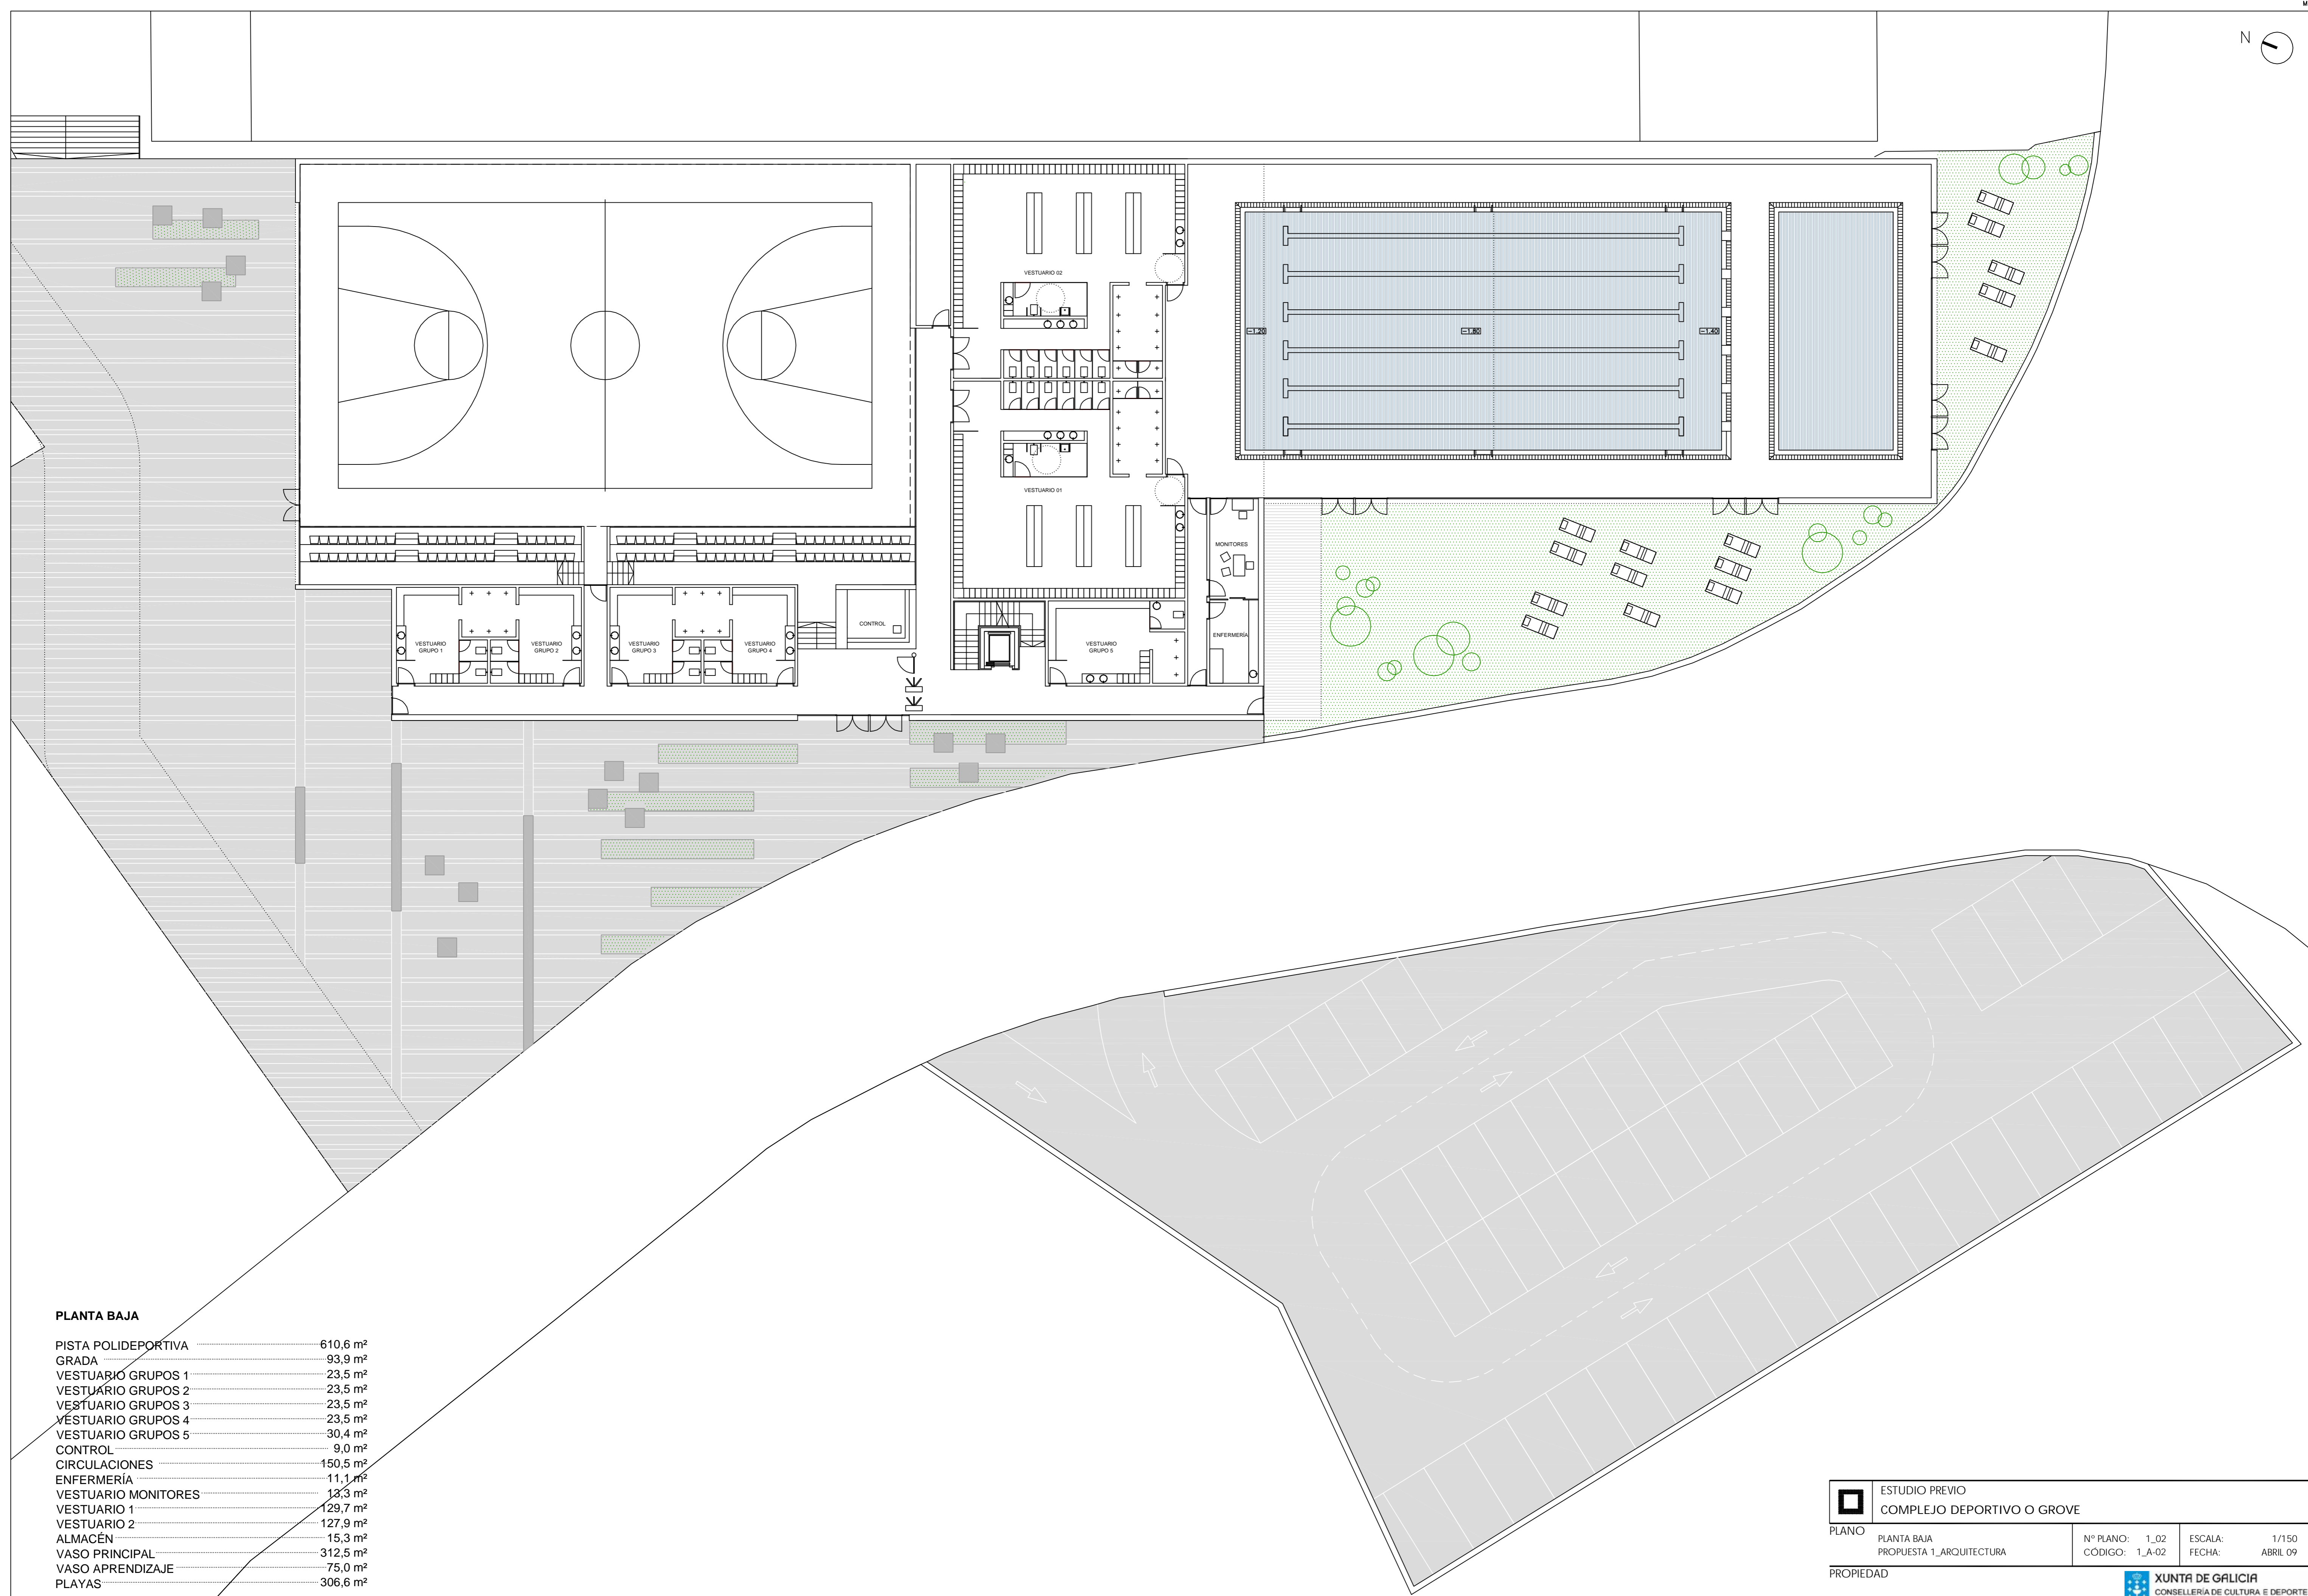 M
N
VESTUARIO 02
-1,20
-1,80
-1,40
VESTUARIO 01
MONITORES
CONTROL
ENFERMERÍA
VESTUARIO
GRUPO 1
VESTUARIO
GRUPO 2
VESTUARIO
GRUPO 3
VESTUARIO
GRUPO 4
VESTUARIO
GRUPO 5
PLANTA BAJA
PISTA POLIDEPORTIVA 610,6 m²
GRADA 93,9 m²
VESTUARIO GRUPOS 1 23,5 m²
VESTUARIO GRUPOS 2 23,5 m²
VESTUARIO GRUPOS 3 23,5 m²
VESTUARIO GRUPOS 4 23,5 m²
VESTUARIO GRUPOS 5 30,4 m²
CONTROL 9,0 m²
CIRCULACIONES 150,5 m²
ENFERMERÍA 11,1 m²
VESTUARIO MONITORES 13,3 m²
VESTUARIO 1 129,7 m²
VESTUARIO 2 127,9 m²
ALMACÉN 15,3 m²
VASO PRINCIPAL 312,5 m²
VASO APRENDIZAJE 75,0 m²
PLAYAS 306,6 m²
ESTUDIO PREVIO
COMPLEJO DEPORTIVO O GROVE
PLANO
PLANTA BAJA
PROPUESTA 1_ARQUITECTURA
Nº PLANO: 1_02
CÓDIGO: 1_A-02
ESCALA: 1/150
FECHA: ABRIL 09
PROPIEDAD
XUNTA DE GALICIA
CONSELLERÍA DE CULTURA E DEPORTE